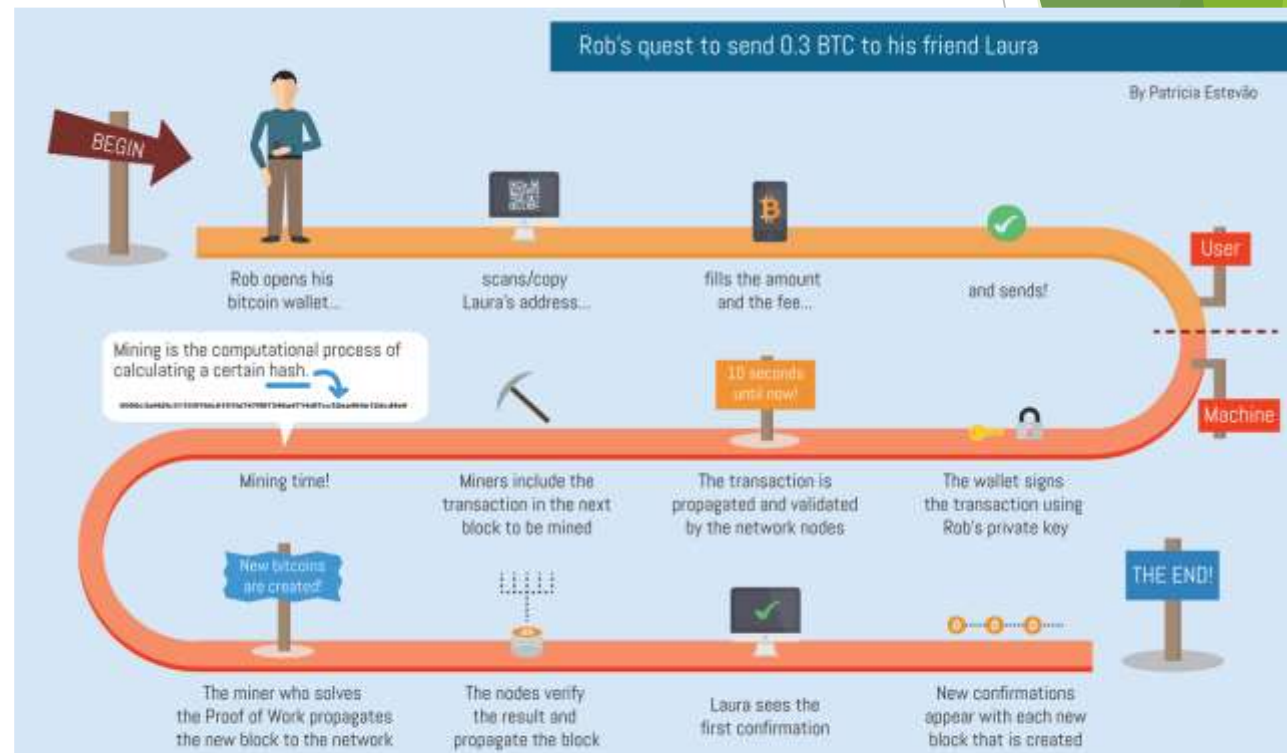 Rob's quest to send 0.3 BTC to his friend Laura
By Patrícia Estevão
BEGIN
Rob opens his
bitcoin wallet...
scans/copy
Laura's address...
fills the amount
and the fee...
and sends!
User
Machine
The wallet signs
the transaction using
Rob's private key
10 seconds
until now!
The transaction is
propagated and validated
by the network nodes
Miners include the
transaction in the next
block to be mined
Mining is the computational process of
calculating a certain hash.
Mining time!
New bitcoins
are created!
The miner who solves
the Proof of Work propagates
the new block to the network
The nodes verify
the result and
propagate the block
Laura sees the
first confirmation
New confirmations
appear with each new
block that is created
THE END!